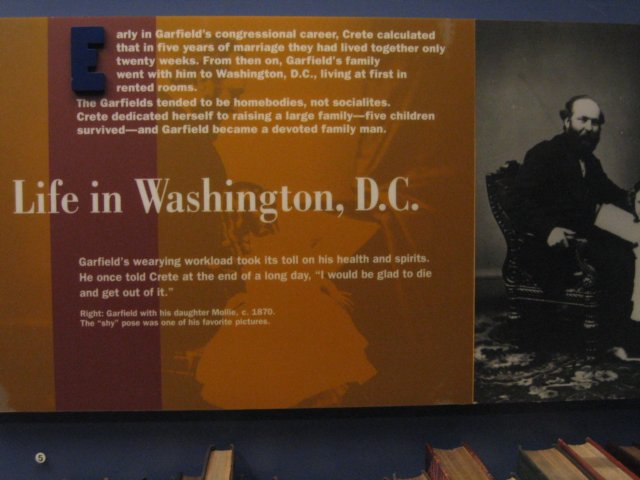 Early in Garfield's congressional career, Crete calculated
that in five years of marriage they had lived together only
twenty weeks. From then on, Garfield's family
went with him to Washington, D.C., living at first in
rented rooms.
The Garfields tended to be homebodies, not socialites.
Crete dedicated herself to raising a large family—five children
survived—and Garfield became a devoted family man.
Life in Washington, D.C.
Garfield's wearying workload took its toll on his health and spirits.
He once told Crete at the end of a long day, "I would be glad to die
and get out of it."
Right: Garfield with his daughter Mollie, c. 1870.
The "shy" pose was one of his favorite pictures.
5